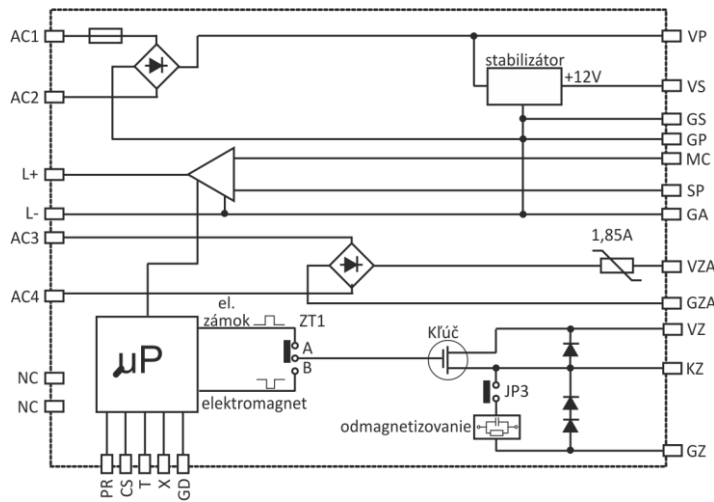 AC1
VP
stabilizátor
+12V
AC2
VS
GS
GP
MC
L+
SP
L-
GA
AC3
1,85A
VZA
AC4
GZA
el.
zámok
ZT1
VZ
Kľúč
A
µP
KZ
B
NC
JP3
elektromagnet
NC
odmagnetizovanie
GZ
PR
CS
T
X
GD